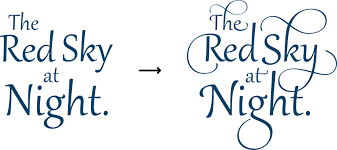 The
Red Sky
at
Night.
The
Red Sky
at
Night.